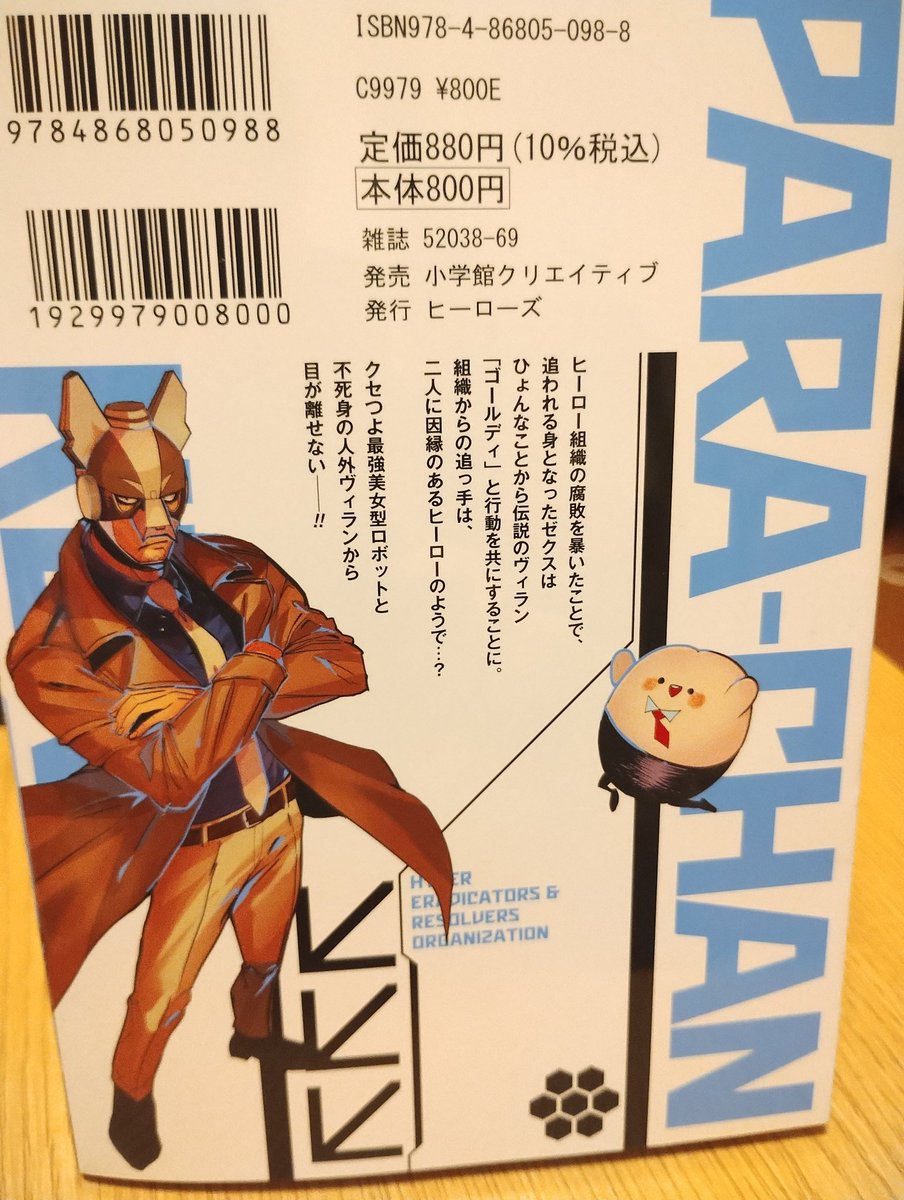 ISBN978-4-86805-098-8
9784868050988
C9979 ¥800E
定価880円(10%税込)
本体800円
雑誌 52038-69
発売 小学館クリエイティブ
発行 ヒーローズ
1929979008000
PARA-CHAN
ヒーロー組織の腐敗を暴いたことで、
追われる身となったゼクスは
ひょんなことから伝説のヴィラン
「ゴールディ」と行動を共にすることに。
組織からの追っ手は、
二人に因縁のあるヒーローのようで…?
クセつよ最強美女型ロボットと
不死身の人外ヴィランから
目が離せない――!!
HYPER
ERADICATORS &
RESOLVERS
ORGANIZATION